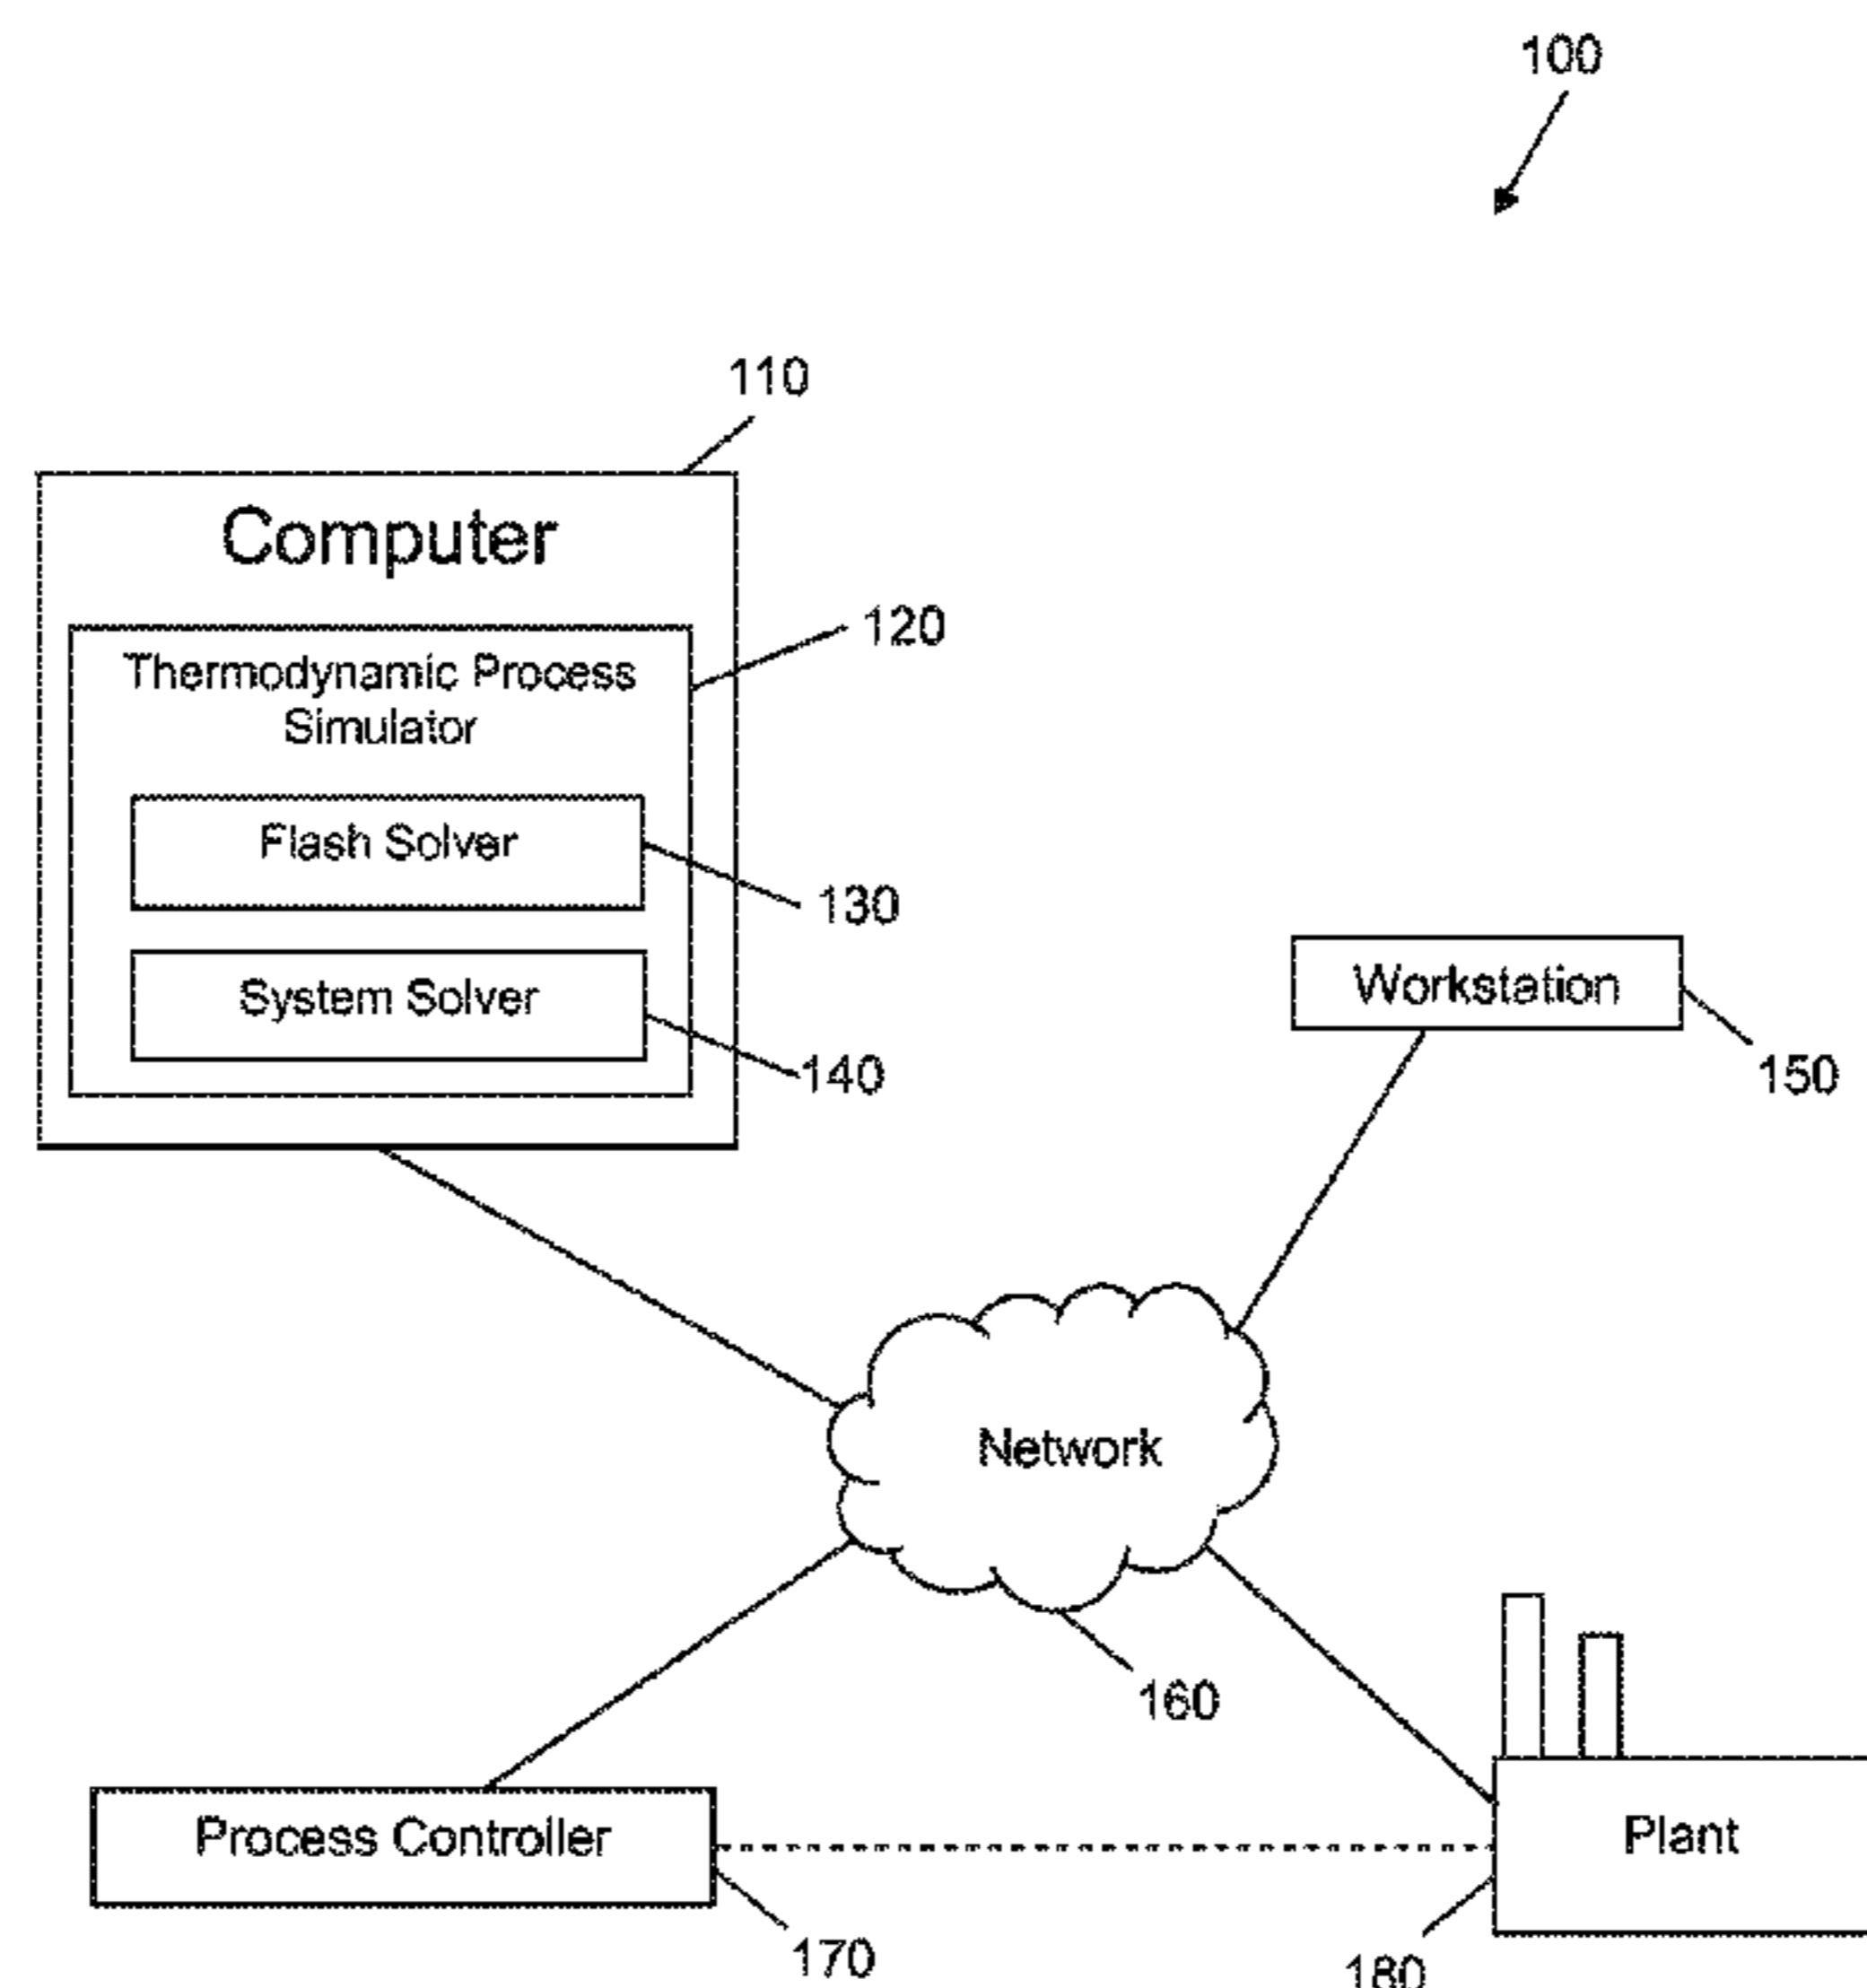 100
110
Computer
120
Thermodynamic Process
Simulator
Flash Solver
130
System Solver
140
Workstation
150
Network
160
Process Controller
170
Plant
180